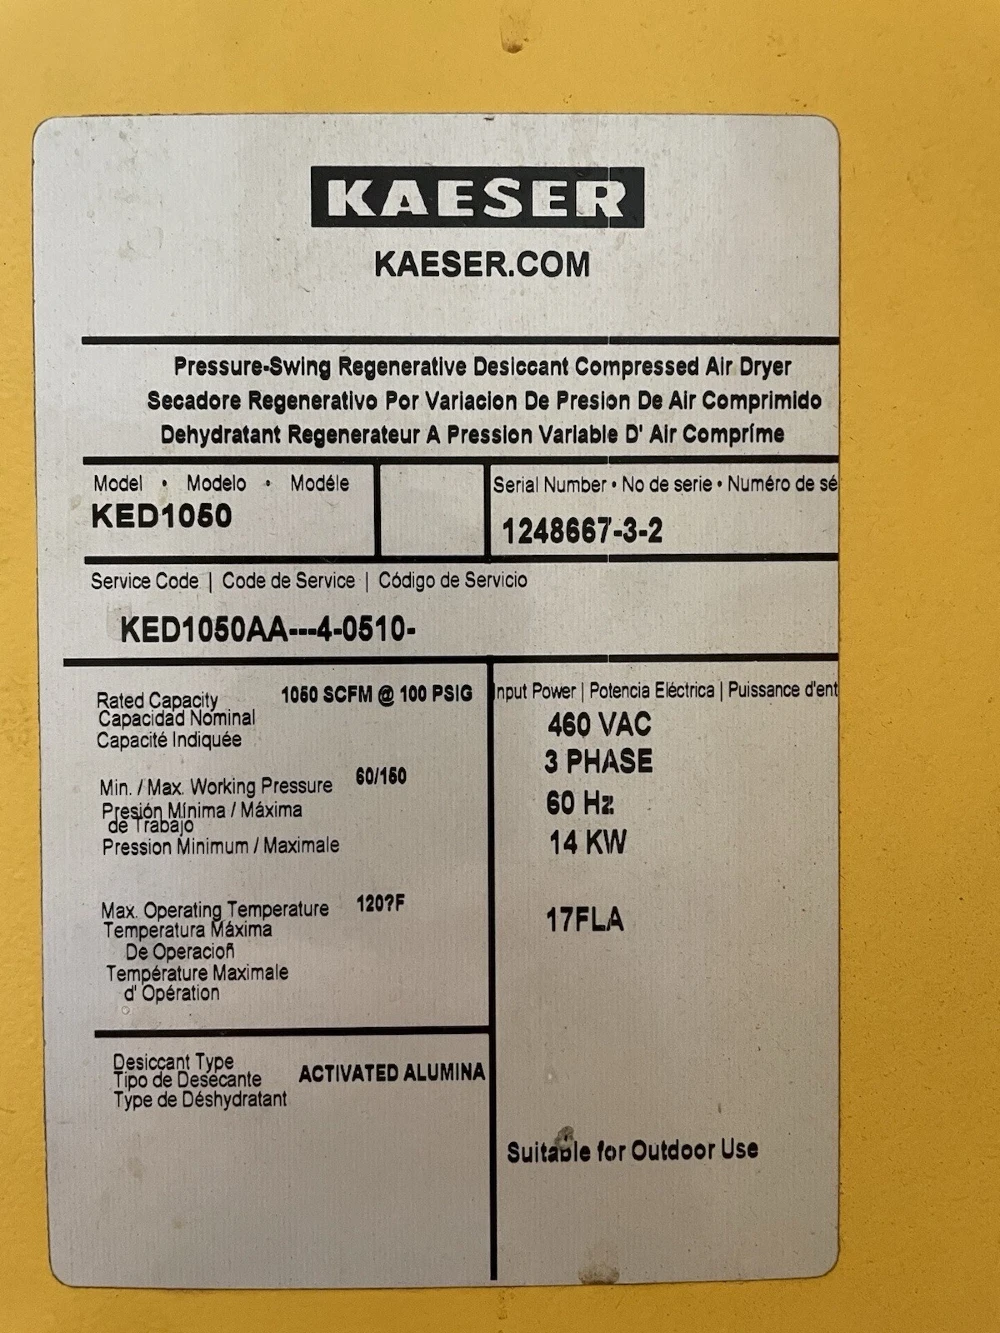 KAESER
KAESER.COM
Pressure-Swing Regenerative Desiccant Compressed Air Dryer
Secadore Regenerativo Por Variacion De Presion De Air Comprimido
Dehydratant Regenerateur A Pression Variable D' Air Comprime
Model • Modelo • Modéle
KED1050
Serial Number • No de serie • Numéro de sé
1248667-3-2
Service Code | Code de Service | Código de Servicio
KED1050AA---4-0510-
Rated Capacity 1050 SCFM @ 100 PSIG
Capacidad Nominal
Capacité Indiquée
Min. / Max. Working Pressure 60/150
Presión Mínima / Máxima
de Trabajo
Pression Minimum / Maximale
Max. Operating Temperature 120?F
Temperatura Máxima
De Operacioñ
Température Maximale
d' Opération
Desiccant Type
Tipo de Desecante ACTIVATED ALUMINA
Type de Déshydratant
Input Power | Potencia Eléctrica | Puissance d'ent
460 VAC
3 PHASE
60 Hz
14 KW
17FLA
Suitable for Outdoor Use